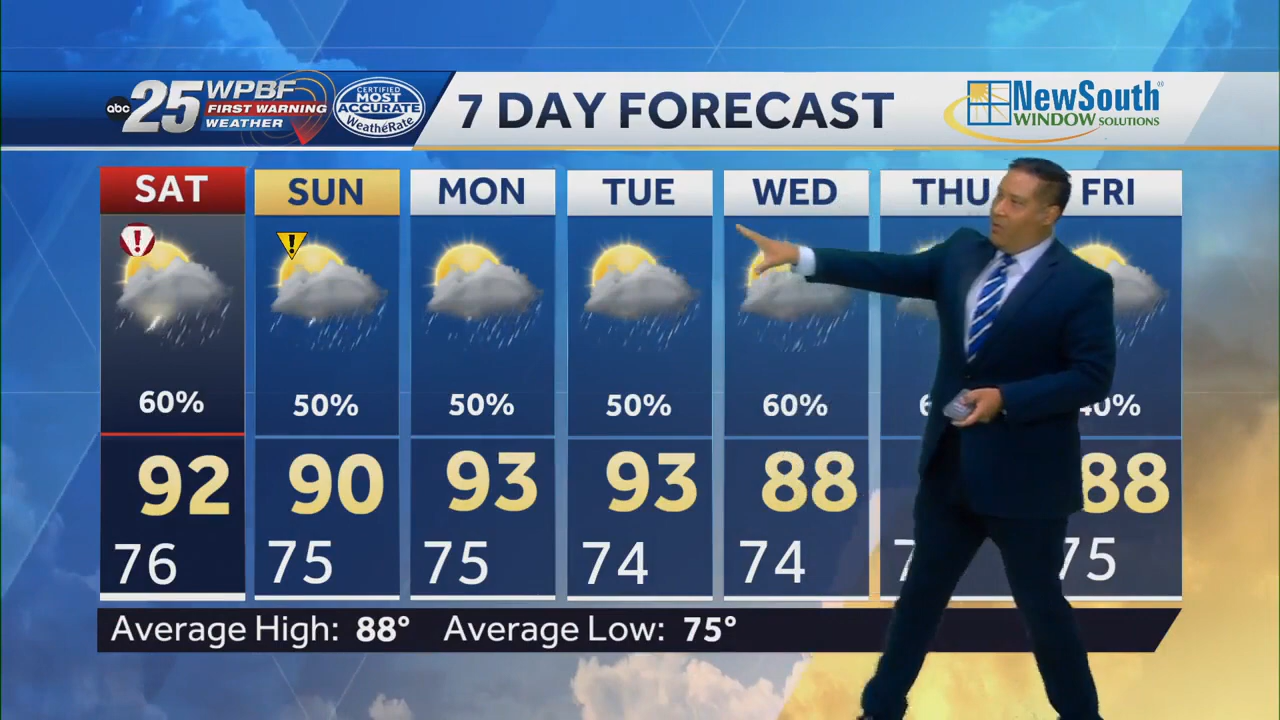 abc 25 WPBF
FIRST WARNING
WEATHER
CERTIFIED
MOST
ACCURATE
WeatheRate
7 DAY FORECAST
NewSouth
WINDOW SOLUTIONS
SAT SUN MON TUE WED THU FRI
60% 50% 50% 50% 60% 40%
92 90 93 93 88 88
76 75 75 74 74 75
Average High: 88° Average Low: 75°